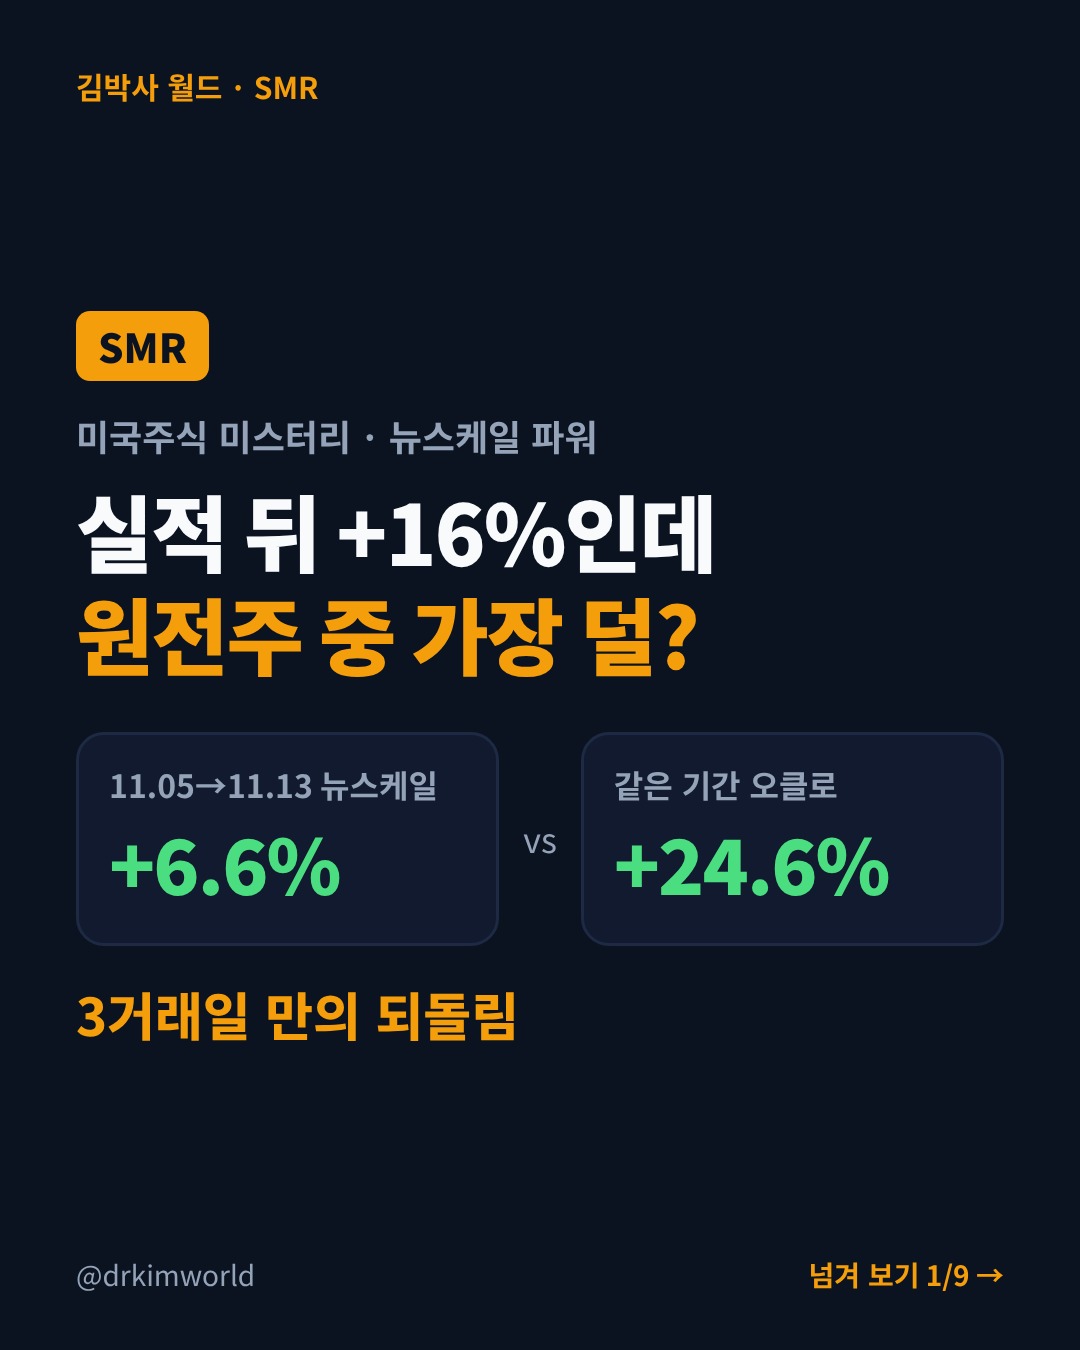 김박사 월드 · SMR
SMR
미국주식 미스터리 · 뉴스케일 파워
실적 뒤 +16%인데
원전주 중 가장 덜?
11.05→11.13 뉴스케일
+6.6%
vs
같은 기간 오클로
+24.6%
3거래일 만의 되돌림
@drkimworld
넘겨 보기 1/9 →